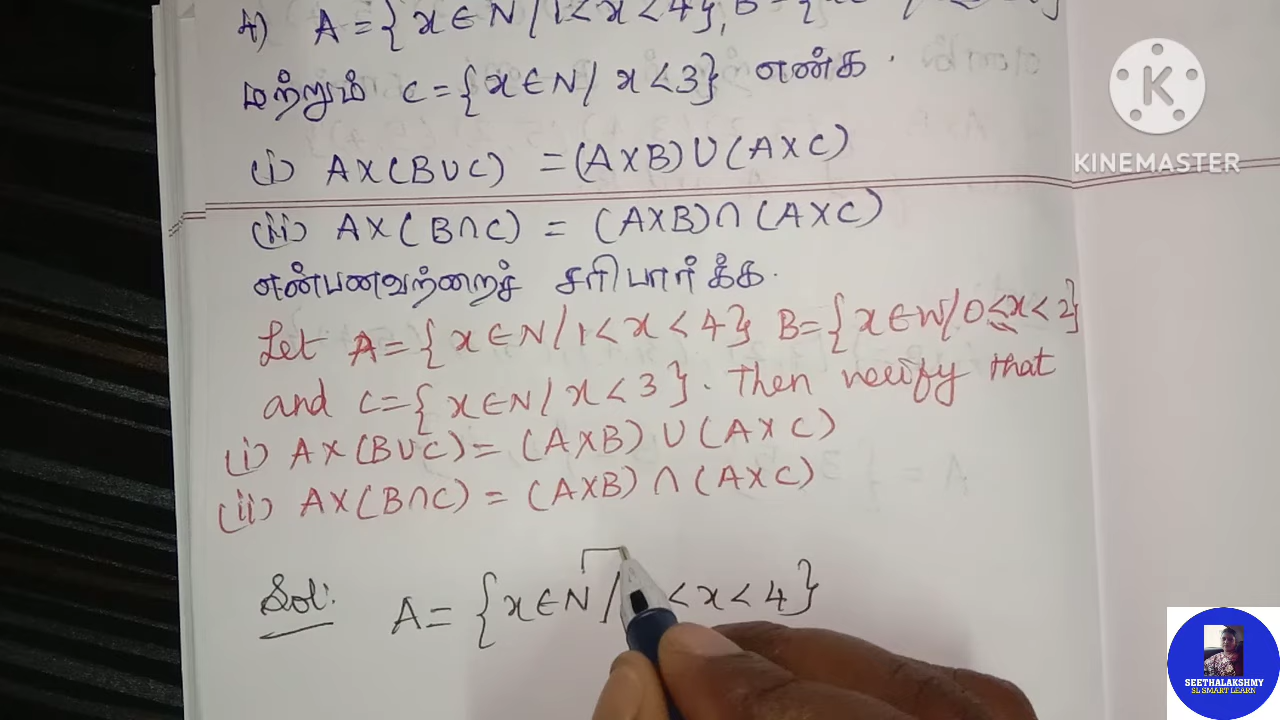 4) A = {x∈N/1<x<4}, B = {
மற்றும் C = {x∈N/ x<3} என்க.
(i) A×(B∪C) = (A×B)∪(A×C)
(ii) A×(B∩C) = (A×B)∩(A×C)
என்பனவற்றைச் சரிபார்க்க.
Let A = {x∈N/1<x<4} B = {x∈W/0≤x<2}
and C = {x∈N/x<3}. Then verify that
(i) A×(B∪C) = (A×B)∪(A×C)
(ii) A×(B∩C) = (A×B)∩(A×C)
Sol: A = {x∈N/ <x<4}
K
KINEMASTER
SEETHALAKSHMY
SL SMART LEARN